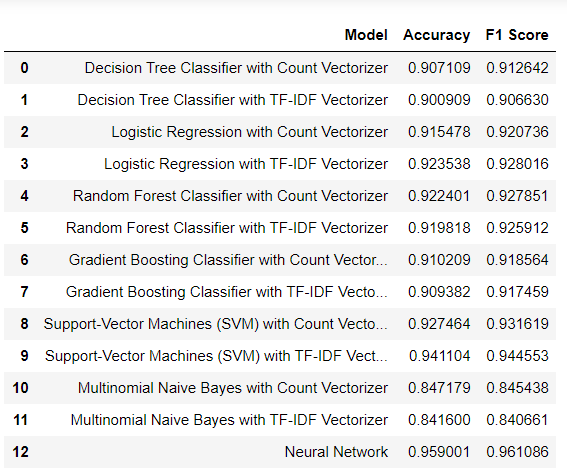 Model Accuracy F1 Score
0 Decision Tree Classifier with Count Vectorizer 0.907109 0.912642
1 Decision Tree Classifier with TF-IDF Vectorizer 0.900909 0.906630
2 Logistic Regression with Count Vectorizer 0.915478 0.920736
3 Logistic Regression with TF-IDF Vectorizer 0.923538 0.928016
4 Random Forest Classifier with Count Vectorizer 0.922401 0.927851
5 Random Forest Classifier with TF-IDF Vectorizer 0.919818 0.925912
6 Gradient Boosting Classifier with Count Vector... 0.910209 0.918564
7 Gradient Boosting Classifier with TF-IDF Vecto... 0.909382 0.917459
8 Support-Vector Machines (SVM) with Count Vecto... 0.927464 0.931619
9 Support-Vector Machines (SVM) with TF-IDF Vect... 0.941104 0.944553
10 Multinomial Naive Bayes with Count Vectorizer 0.847179 0.845438
11 Multinomial Naive Bayes with TF-IDF Vectorizer 0.841600 0.840661
12 Neural Network 0.959001 0.961086